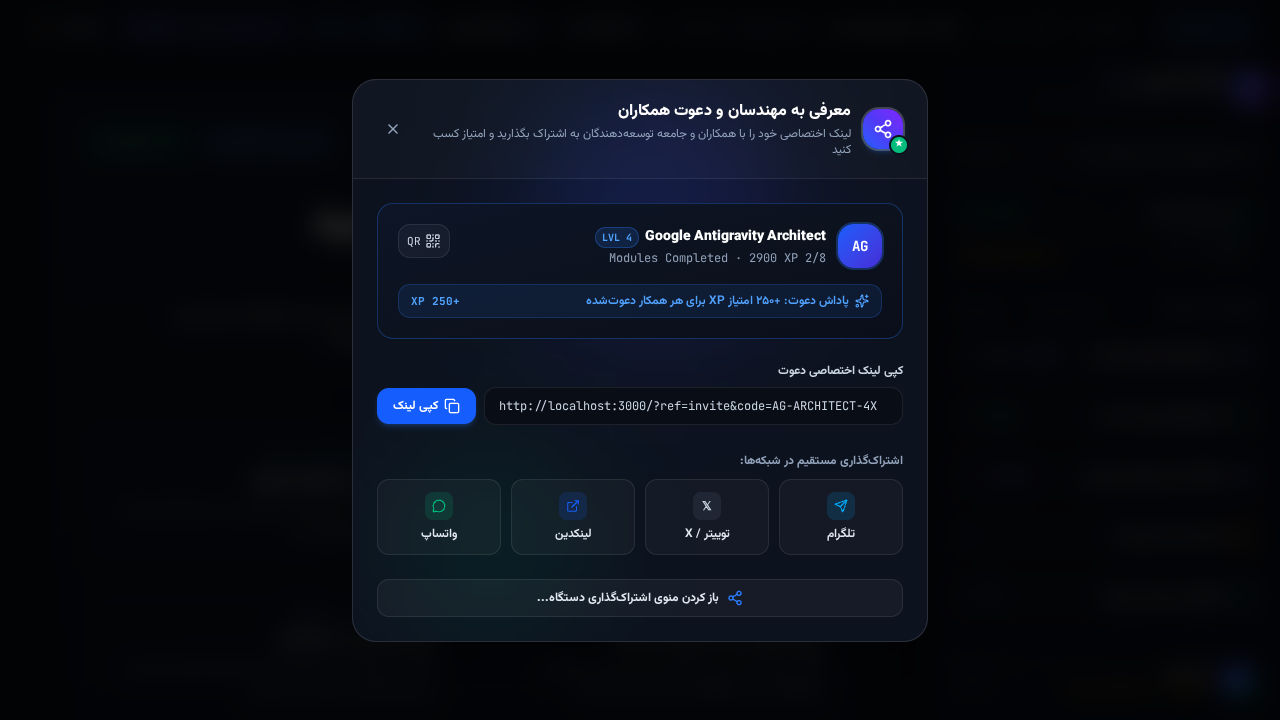 معرفی به مهندسان و دعوت همکاران
لینک اختصاصی خود را با همکاران و جامعه توسعه‌دهندگان به اشتراک بگذارید و امتیاز کسب
کنید
AG
Google Antigravity Architect LVL 4
Modules Completed · 2900 XP 2/8
QR
پاداش دعوت: +۲۵۰ امتیاز XP برای هر همکار دعوت‌شده
XP 250+
کپی لینک اختصاصی دعوت
http://localhost:3000/?ref=invite&code=AG-ARCHITECT-4X
کپی لینک
اشتراک‌گذاری مستقیم در شبکه‌ها:
تلگرام
𝕏
توییتر / X
لینکدین
واتساپ
باز کردن منوی اشتراک‌گذاری دستگاه...